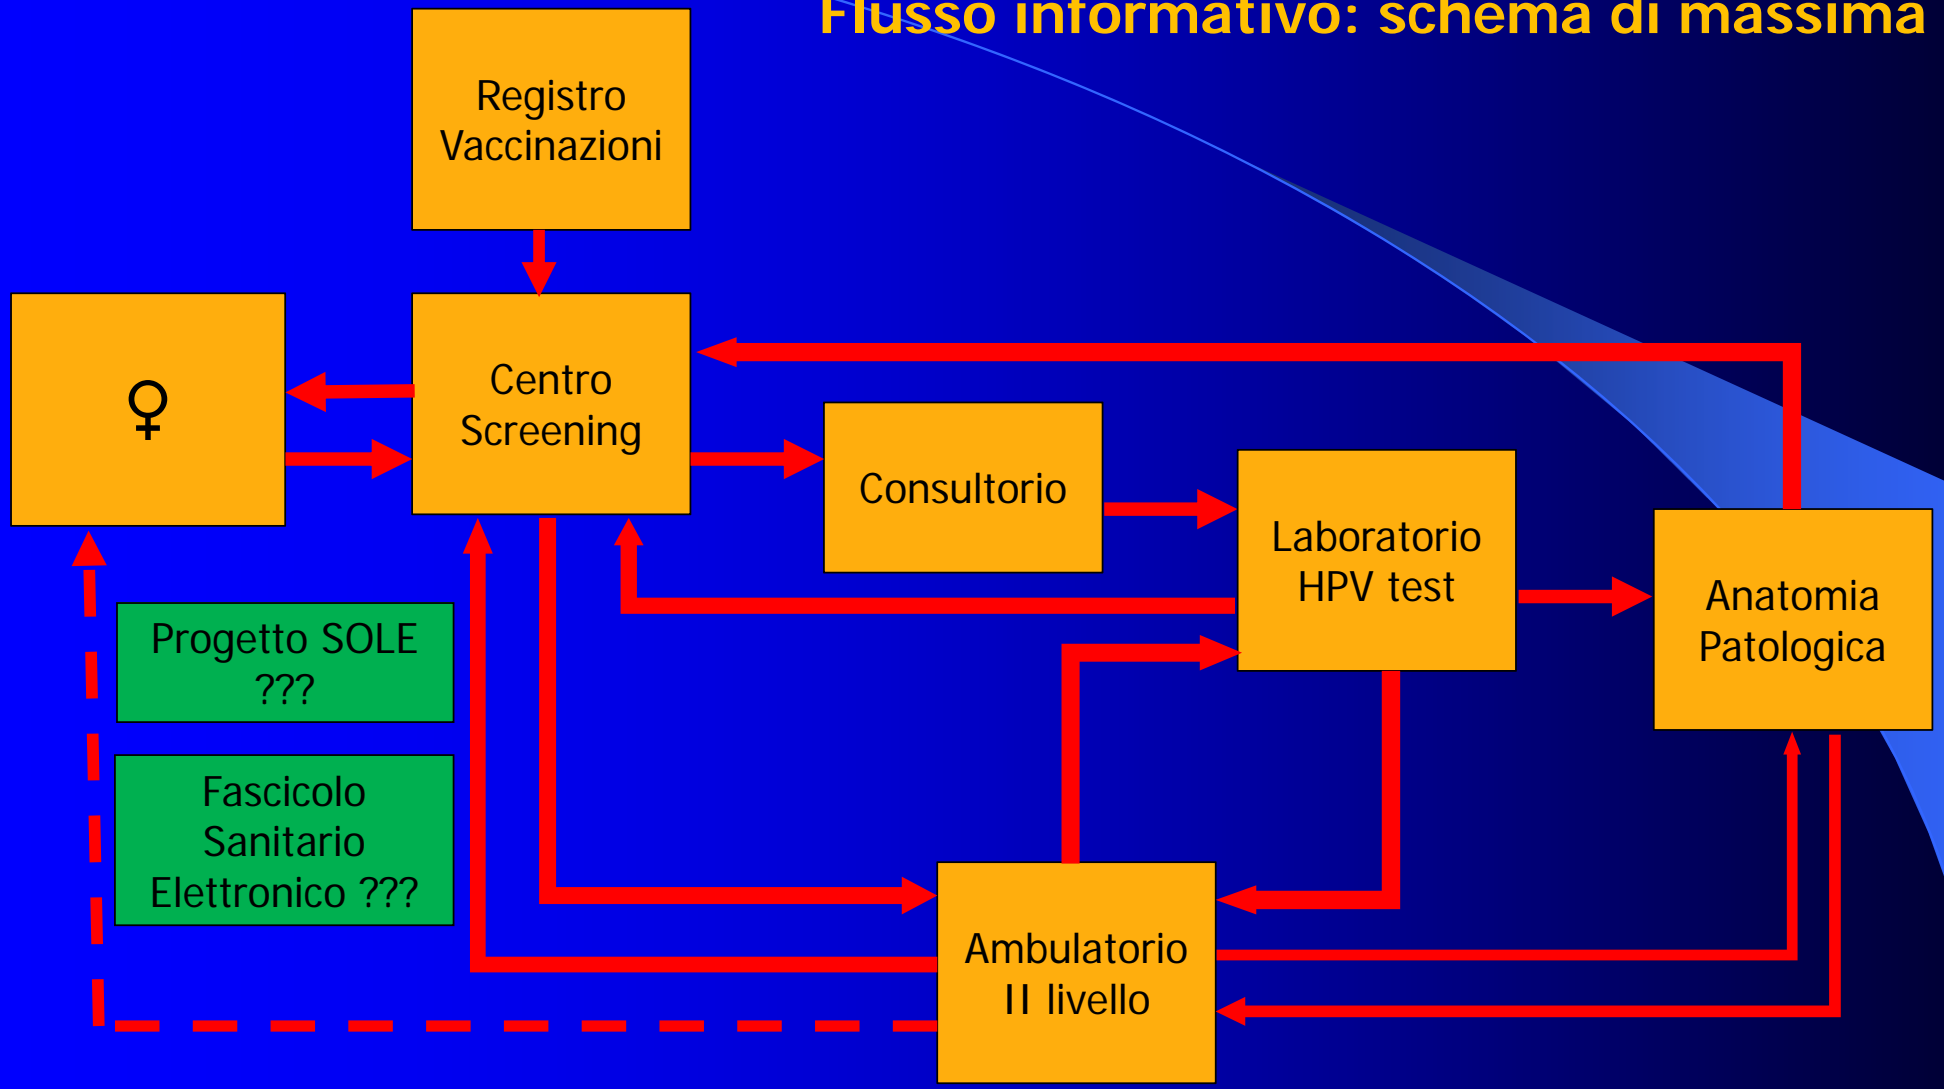 Flusso informativo: schema di massima
Registro
Vaccinazioni
♀
Centro
Screening
Consultorio
Laboratorio
HPV test
Anatomia
Patologica
Progetto SOLE
???
Fascicolo
Sanitario
Elettronico ???
Ambulatorio
II livello